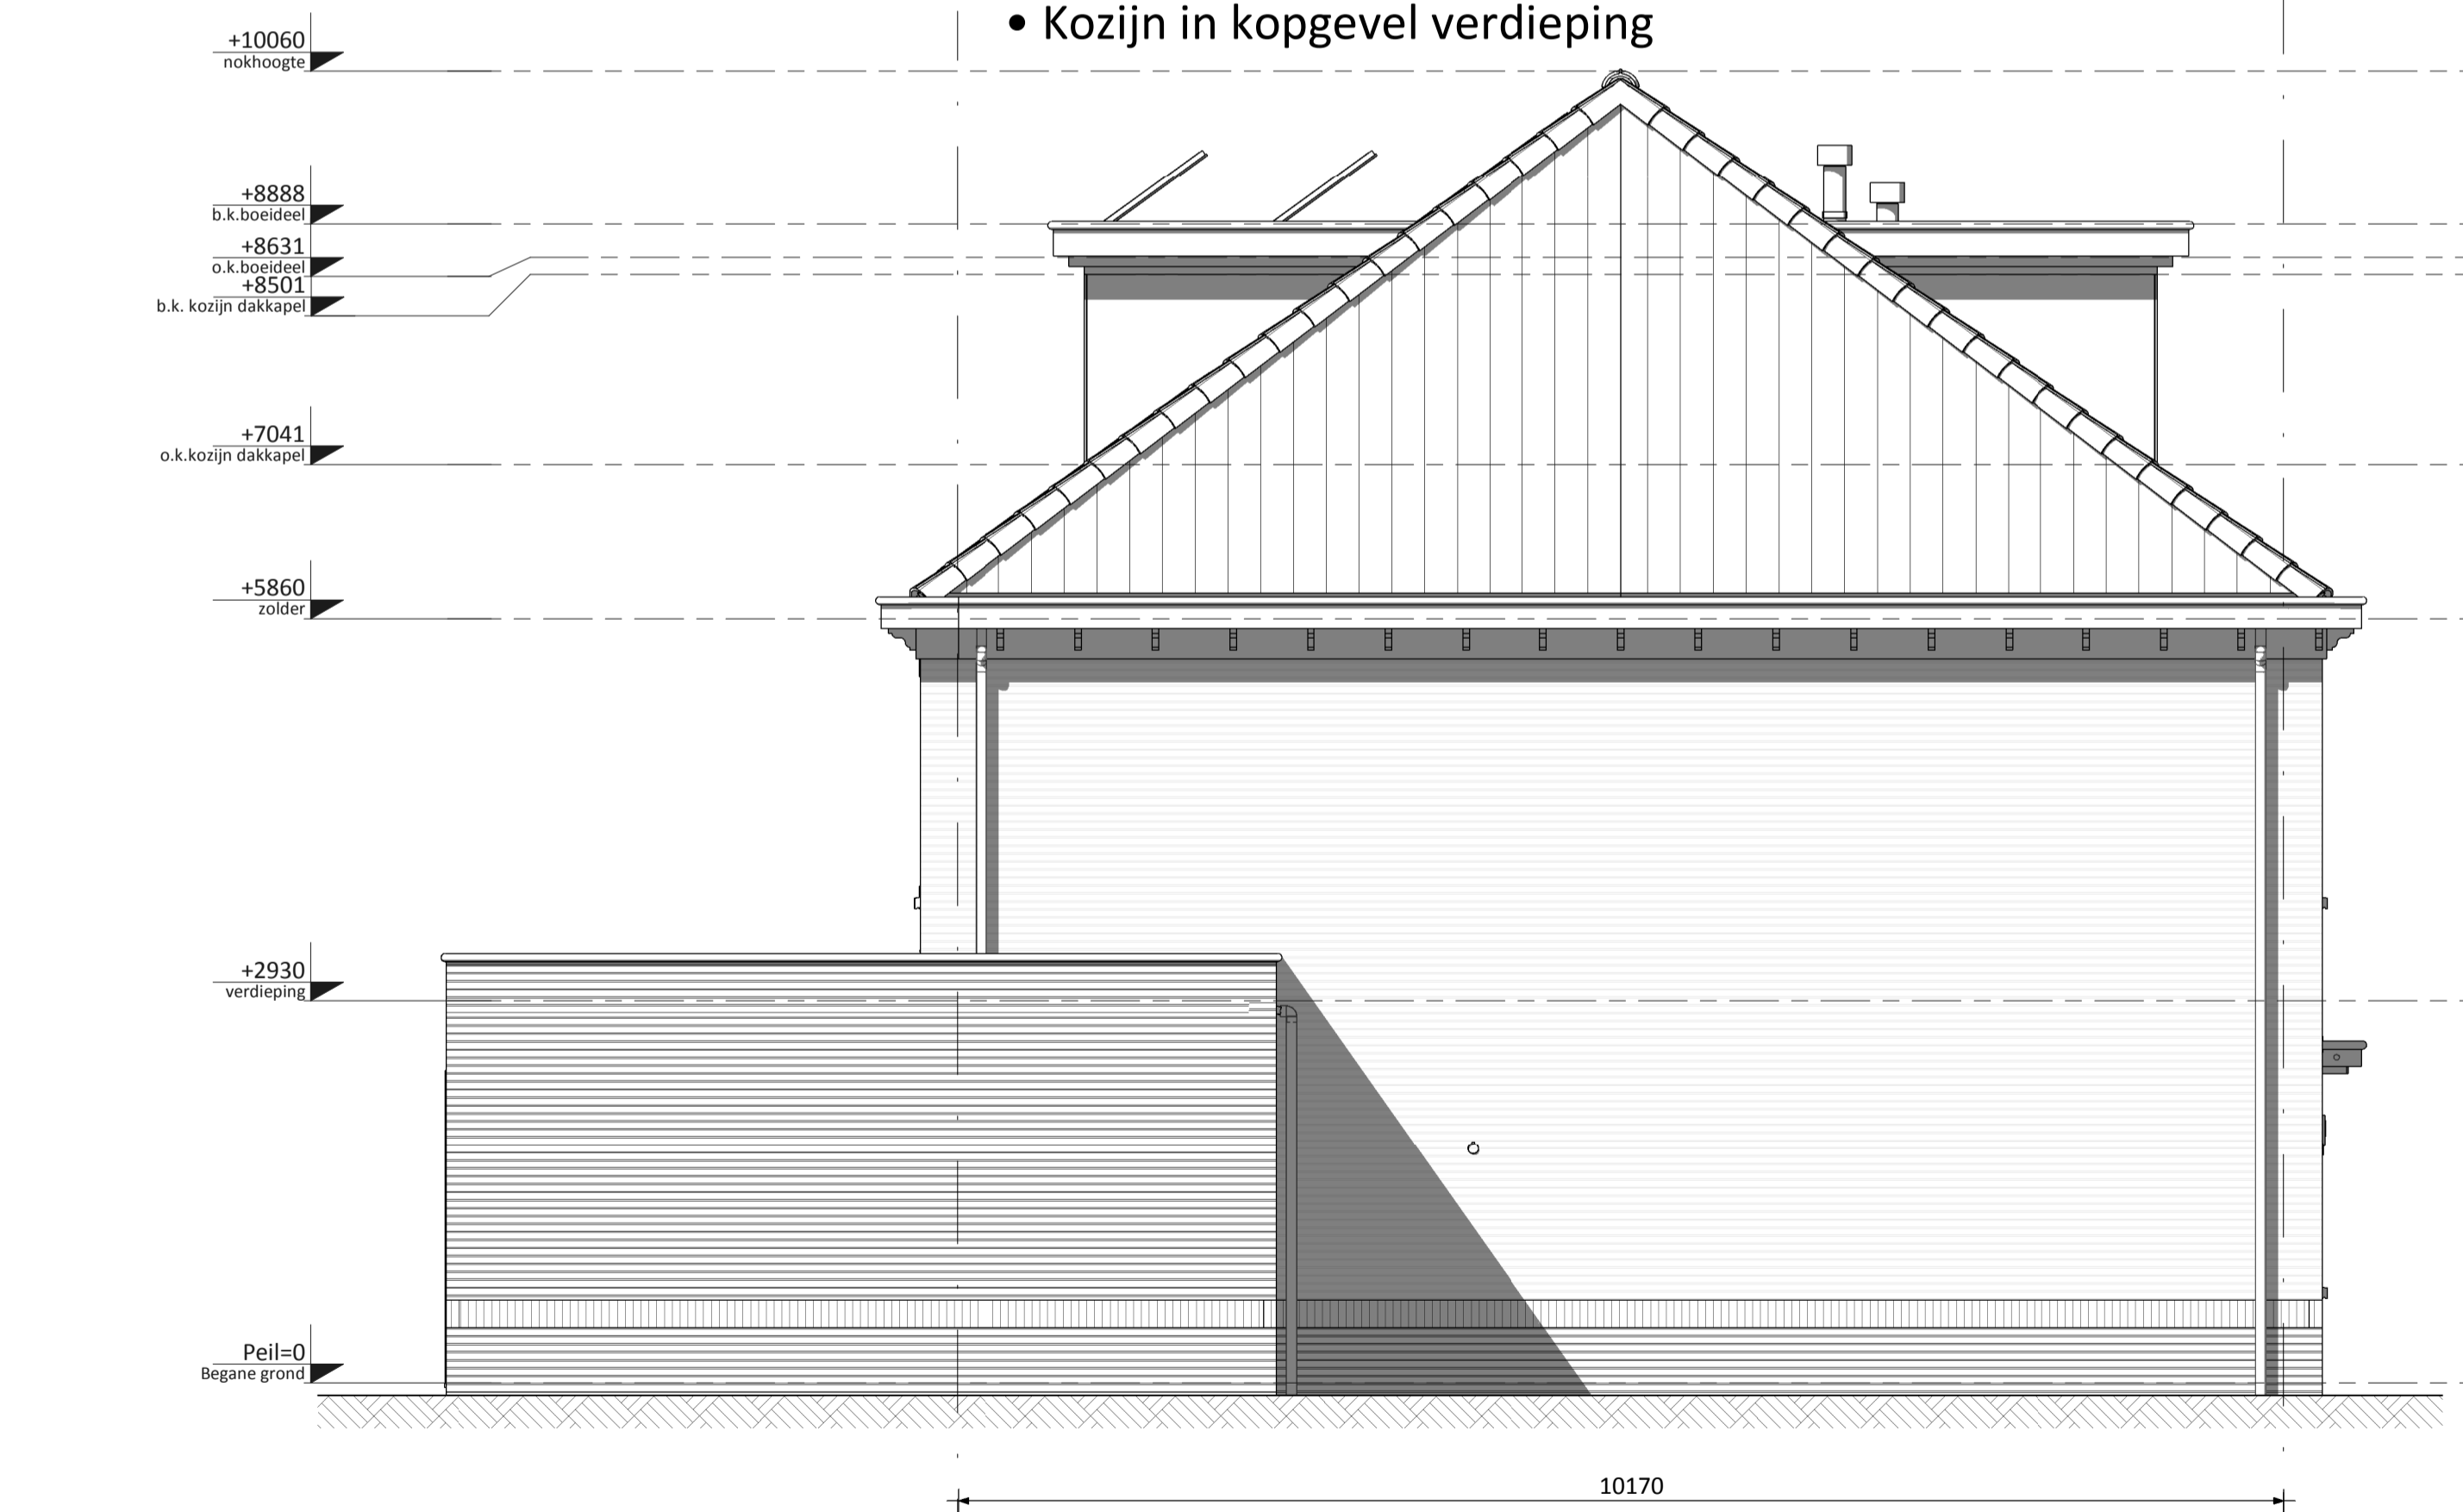 • Kozijn in kopgevel verdieping
+10060
nokhoogte
+8888
b.k.boeideel
+8631
o.k.boeideel
+8501
b.k. kozijn dakkapel
+7041
o.k.kozijn dakkapel
+5860
zolder
+2930
verdieping
Peil=0
Begane grond
10170